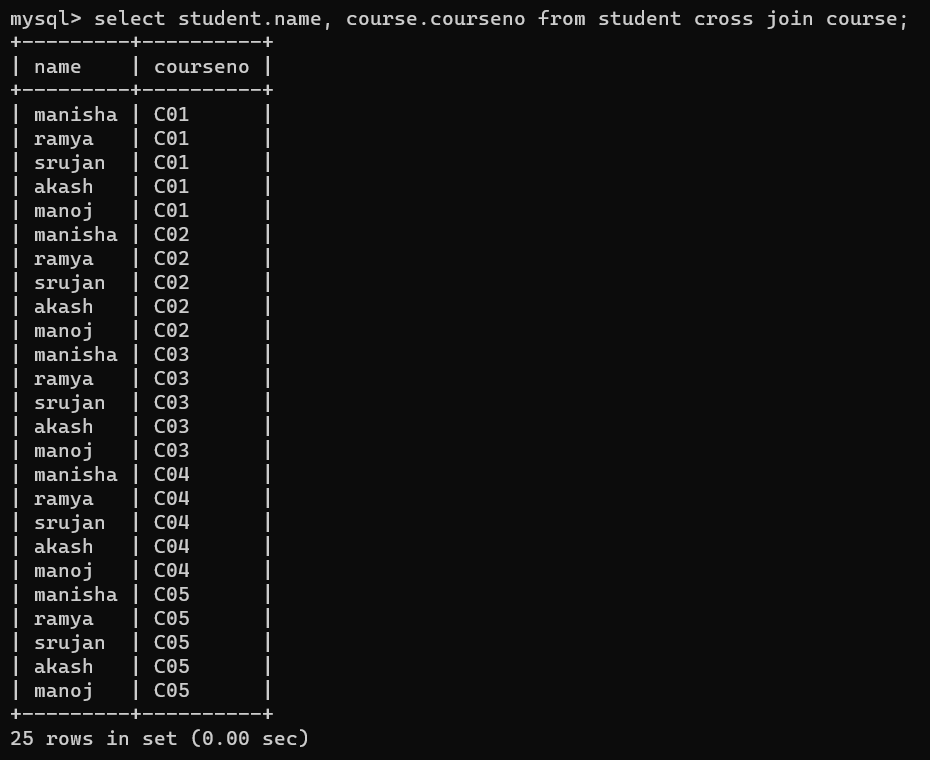 mysql> select student.name, course.courseno from student cross join course;
+---------+----------+
| name    | courseno |
+---------+----------+
| manisha | C01      |
| ramya   | C01      |
| srujan  | C01      |
| akash   | C01      |
| manoj   | C01      |
| manisha | C02      |
| ramya   | C02      |
| srujan  | C02      |
| akash   | C02      |
| manoj   | C02      |
| manisha | C03      |
| ramya   | C03      |
| srujan  | C03      |
| akash   | C03      |
| manoj   | C03      |
| manisha | C04      |
| ramya   | C04      |
| srujan  | C04      |
| akash   | C04      |
| manoj   | C04      |
| manisha | C05      |
| ramya   | C05      |
| srujan  | C05      |
| akash   | C05      |
| manoj   | C05      |
+---------+----------+
25 rows in set (0.00 sec)